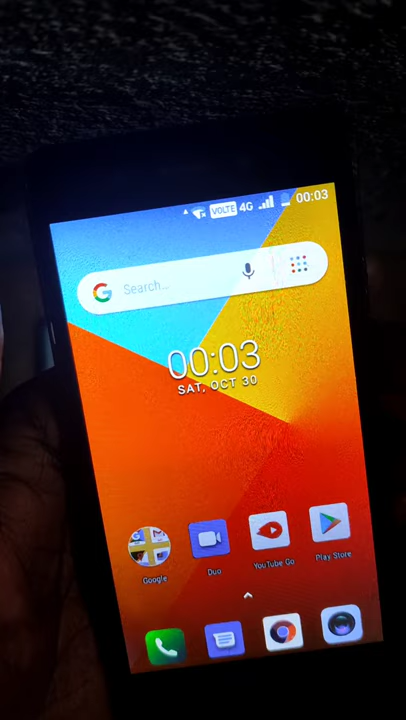 VOLTE 4G 00:03
Search...
00:03
SAT, OCT 30
Google Duo YouTube Go Play Store